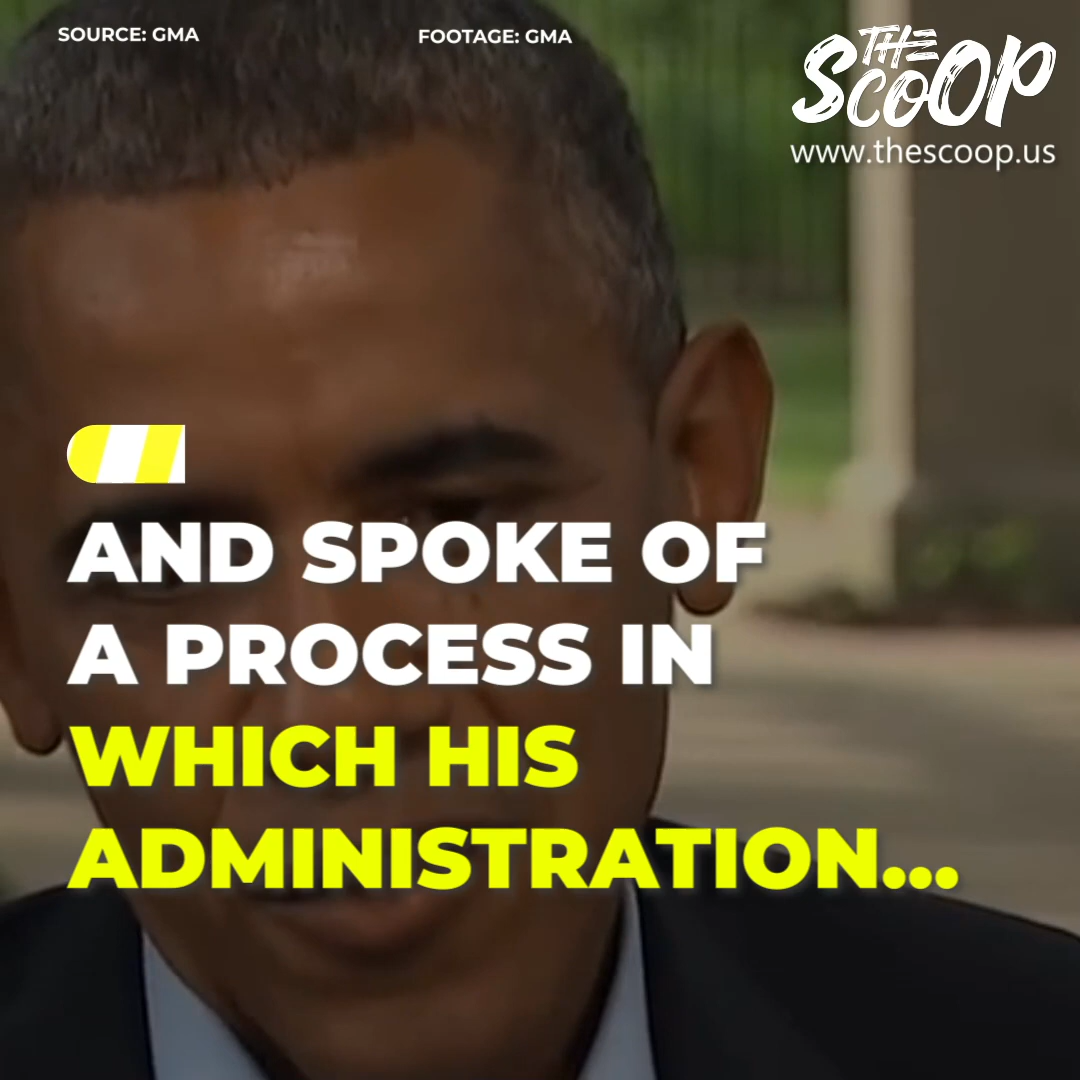 SOURCE: GMA
FOOTAGE: GMA
THE
SCOOP
www.thescoop.us
AND SPOKE OF
A PROCESS IN
WHICH HIS
ADMINISTRATION...